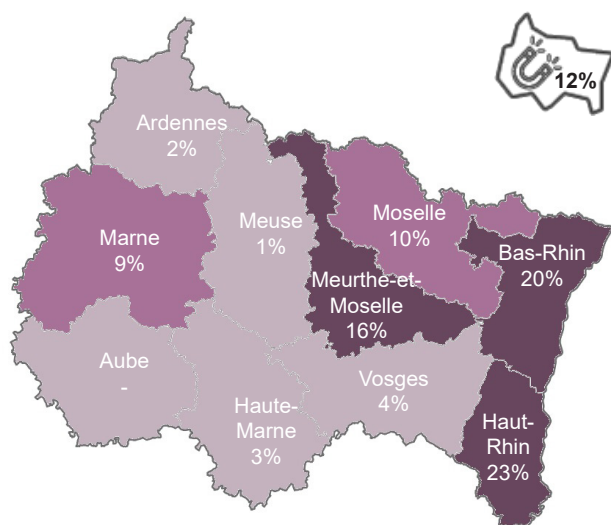 12%
Ardennes
2%
Meuse
1%
Moselle
10%
Marne
9%
Bas-Rhin
20%
Meurthe-et-
Moselle
16%
Aube
-
Vosges
4%
Haute-
Marne
3%
Haut-
Rhin
23%